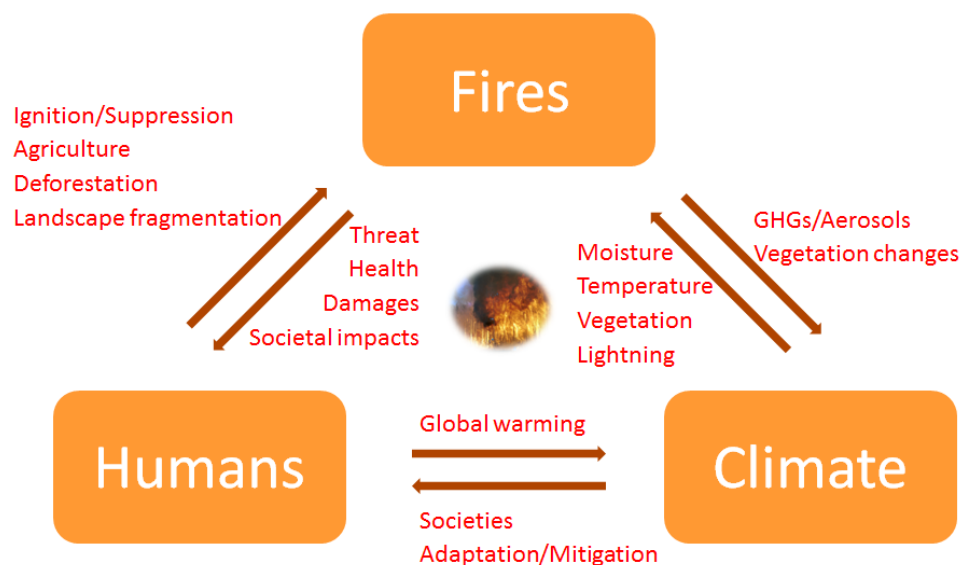 Fires
Ignition/Suppression
Agriculture
Deforestation
Landscape fragmentation
Threat
Health
Damages
Societal impacts
Moisture
Temperature
Vegetation
Lightning
GHGs/Aerosols
Vegetation changes
Humans
Global warming
Societies
Adaptation/Mitigation
Climate